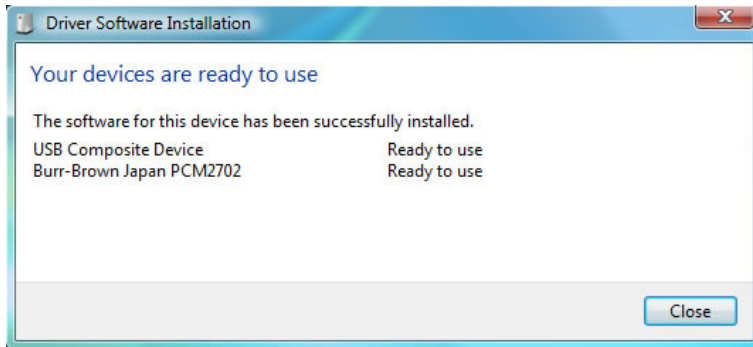 Driver Software Installation
Your devices are ready to use
The software for this device has been successfully installed.
USB Composite Device Ready to use
Burr-Brown Japan PCM2702 Ready to use
Close